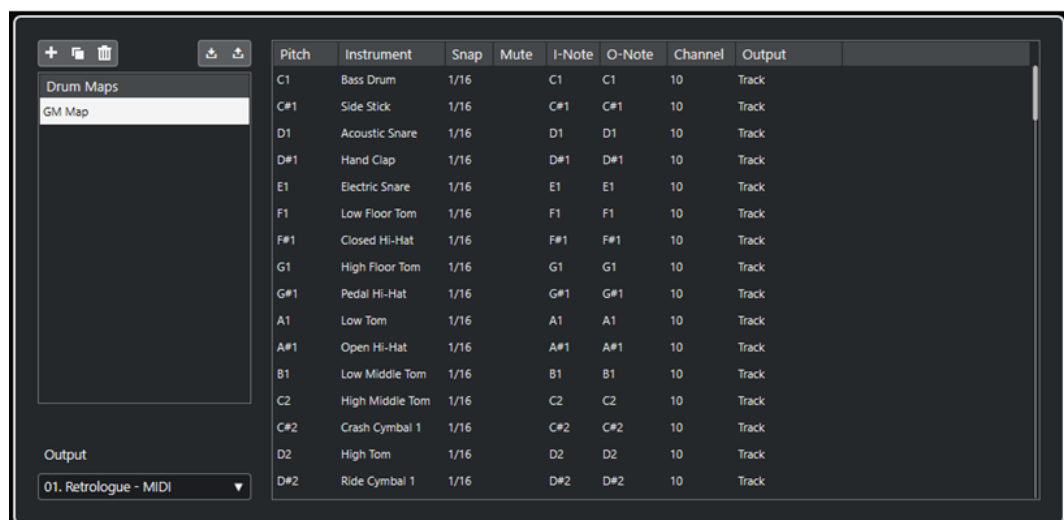 Drum Maps
GM Map
Output
01. Retrologue - MIDI
Pitch Instrument Snap Mute I-Note O-Note Channel Output
C1 Bass Drum 1/16 C1 C1 10 Track
C#1 Side Stick 1/16 C#1 C#1 10 Track
D1 Acoustic Snare 1/16 D1 D1 10 Track
D#1 Hand Clap 1/16 D#1 D#1 10 Track
E1 Electric Snare 1/16 E1 E1 10 Track
F1 Low Floor Tom 1/16 F1 F1 10 Track
F#1 Closed Hi-Hat 1/16 F#1 F#1 10 Track
G1 High Floor Tom 1/16 G1 G1 10 Track
G#1 Pedal Hi-Hat 1/16 G#1 G#1 10 Track
A1 Low Tom 1/16 A1 A1 10 Track
A#1 Open Hi-Hat 1/16 A#1 A#1 10 Track
B1 Low Middle Tom 1/16 B1 B1 10 Track
C2 High Middle Tom 1/16 C2 C2 10 Track
C#2 Crash Cymbal 1 1/16 C#2 C#2 10 Track
D2 High Tom 1/16 D2 D2 10 Track
D#2 Ride Cymbal 1 1/16 D#2 D#2 10 Track